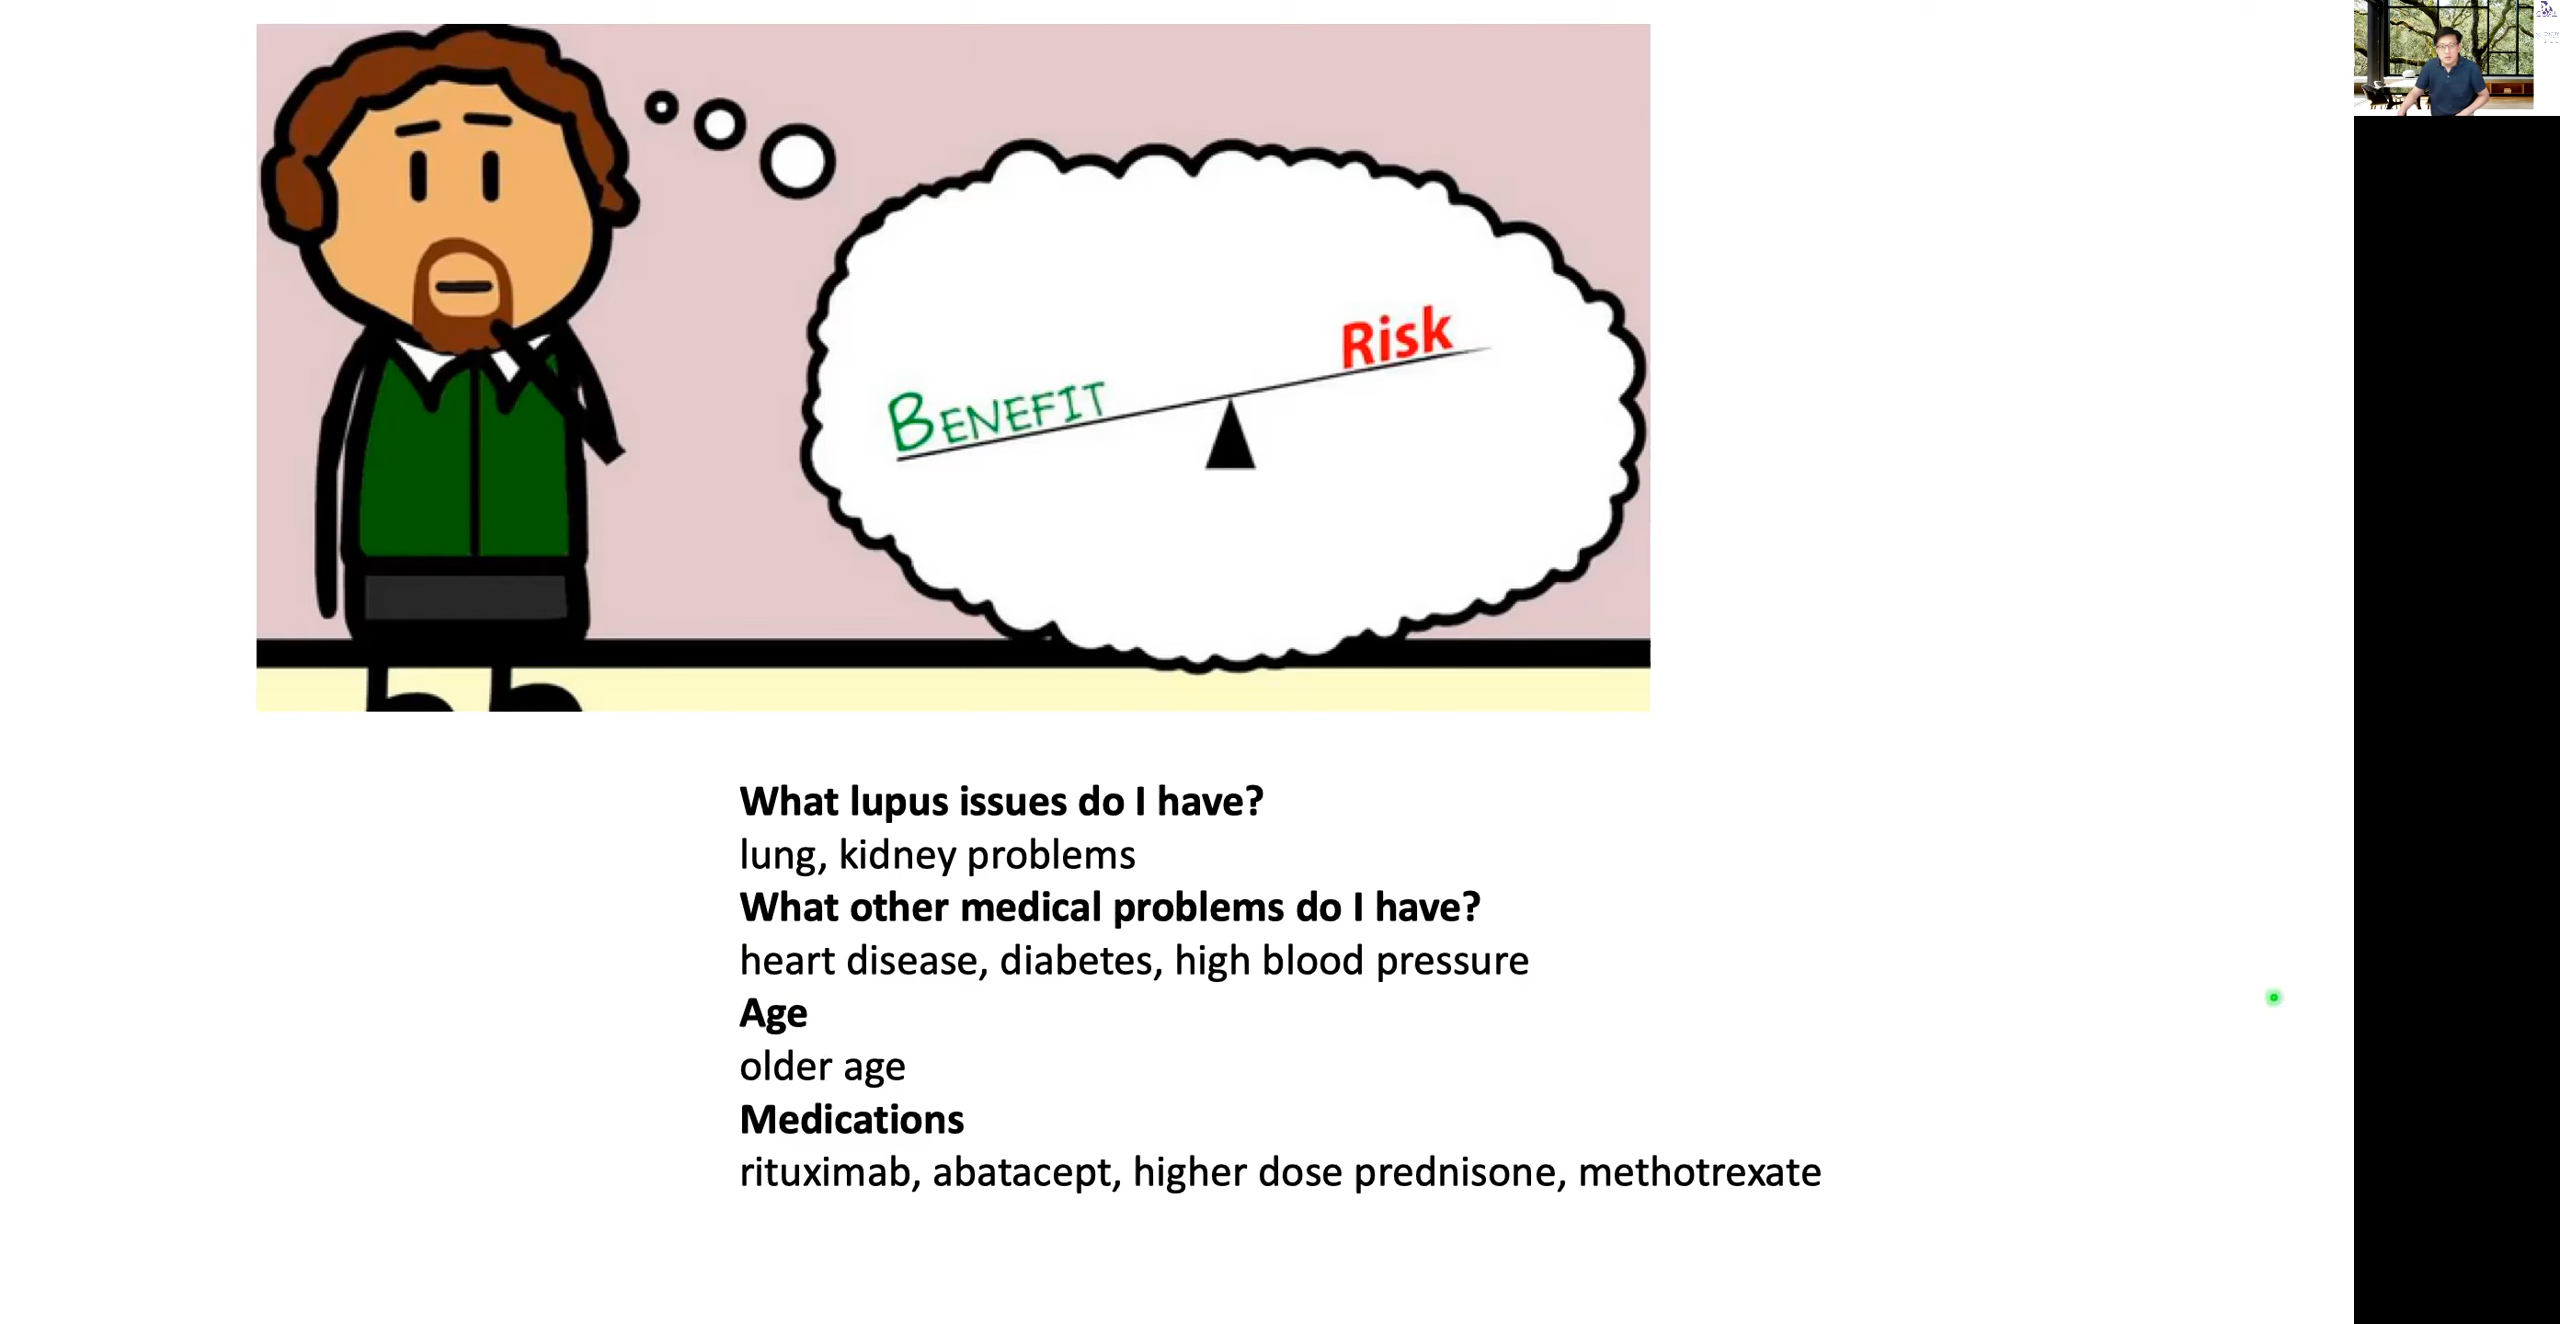 Risk
BENEFIT
What lupus issues do I have?
lung, kidney problems
What other medical problems do I have?
heart disease, diabetes, high blood pressure
Age
older age
Medications
rituximab, abatacept, higher dose prednisone, methotrexate